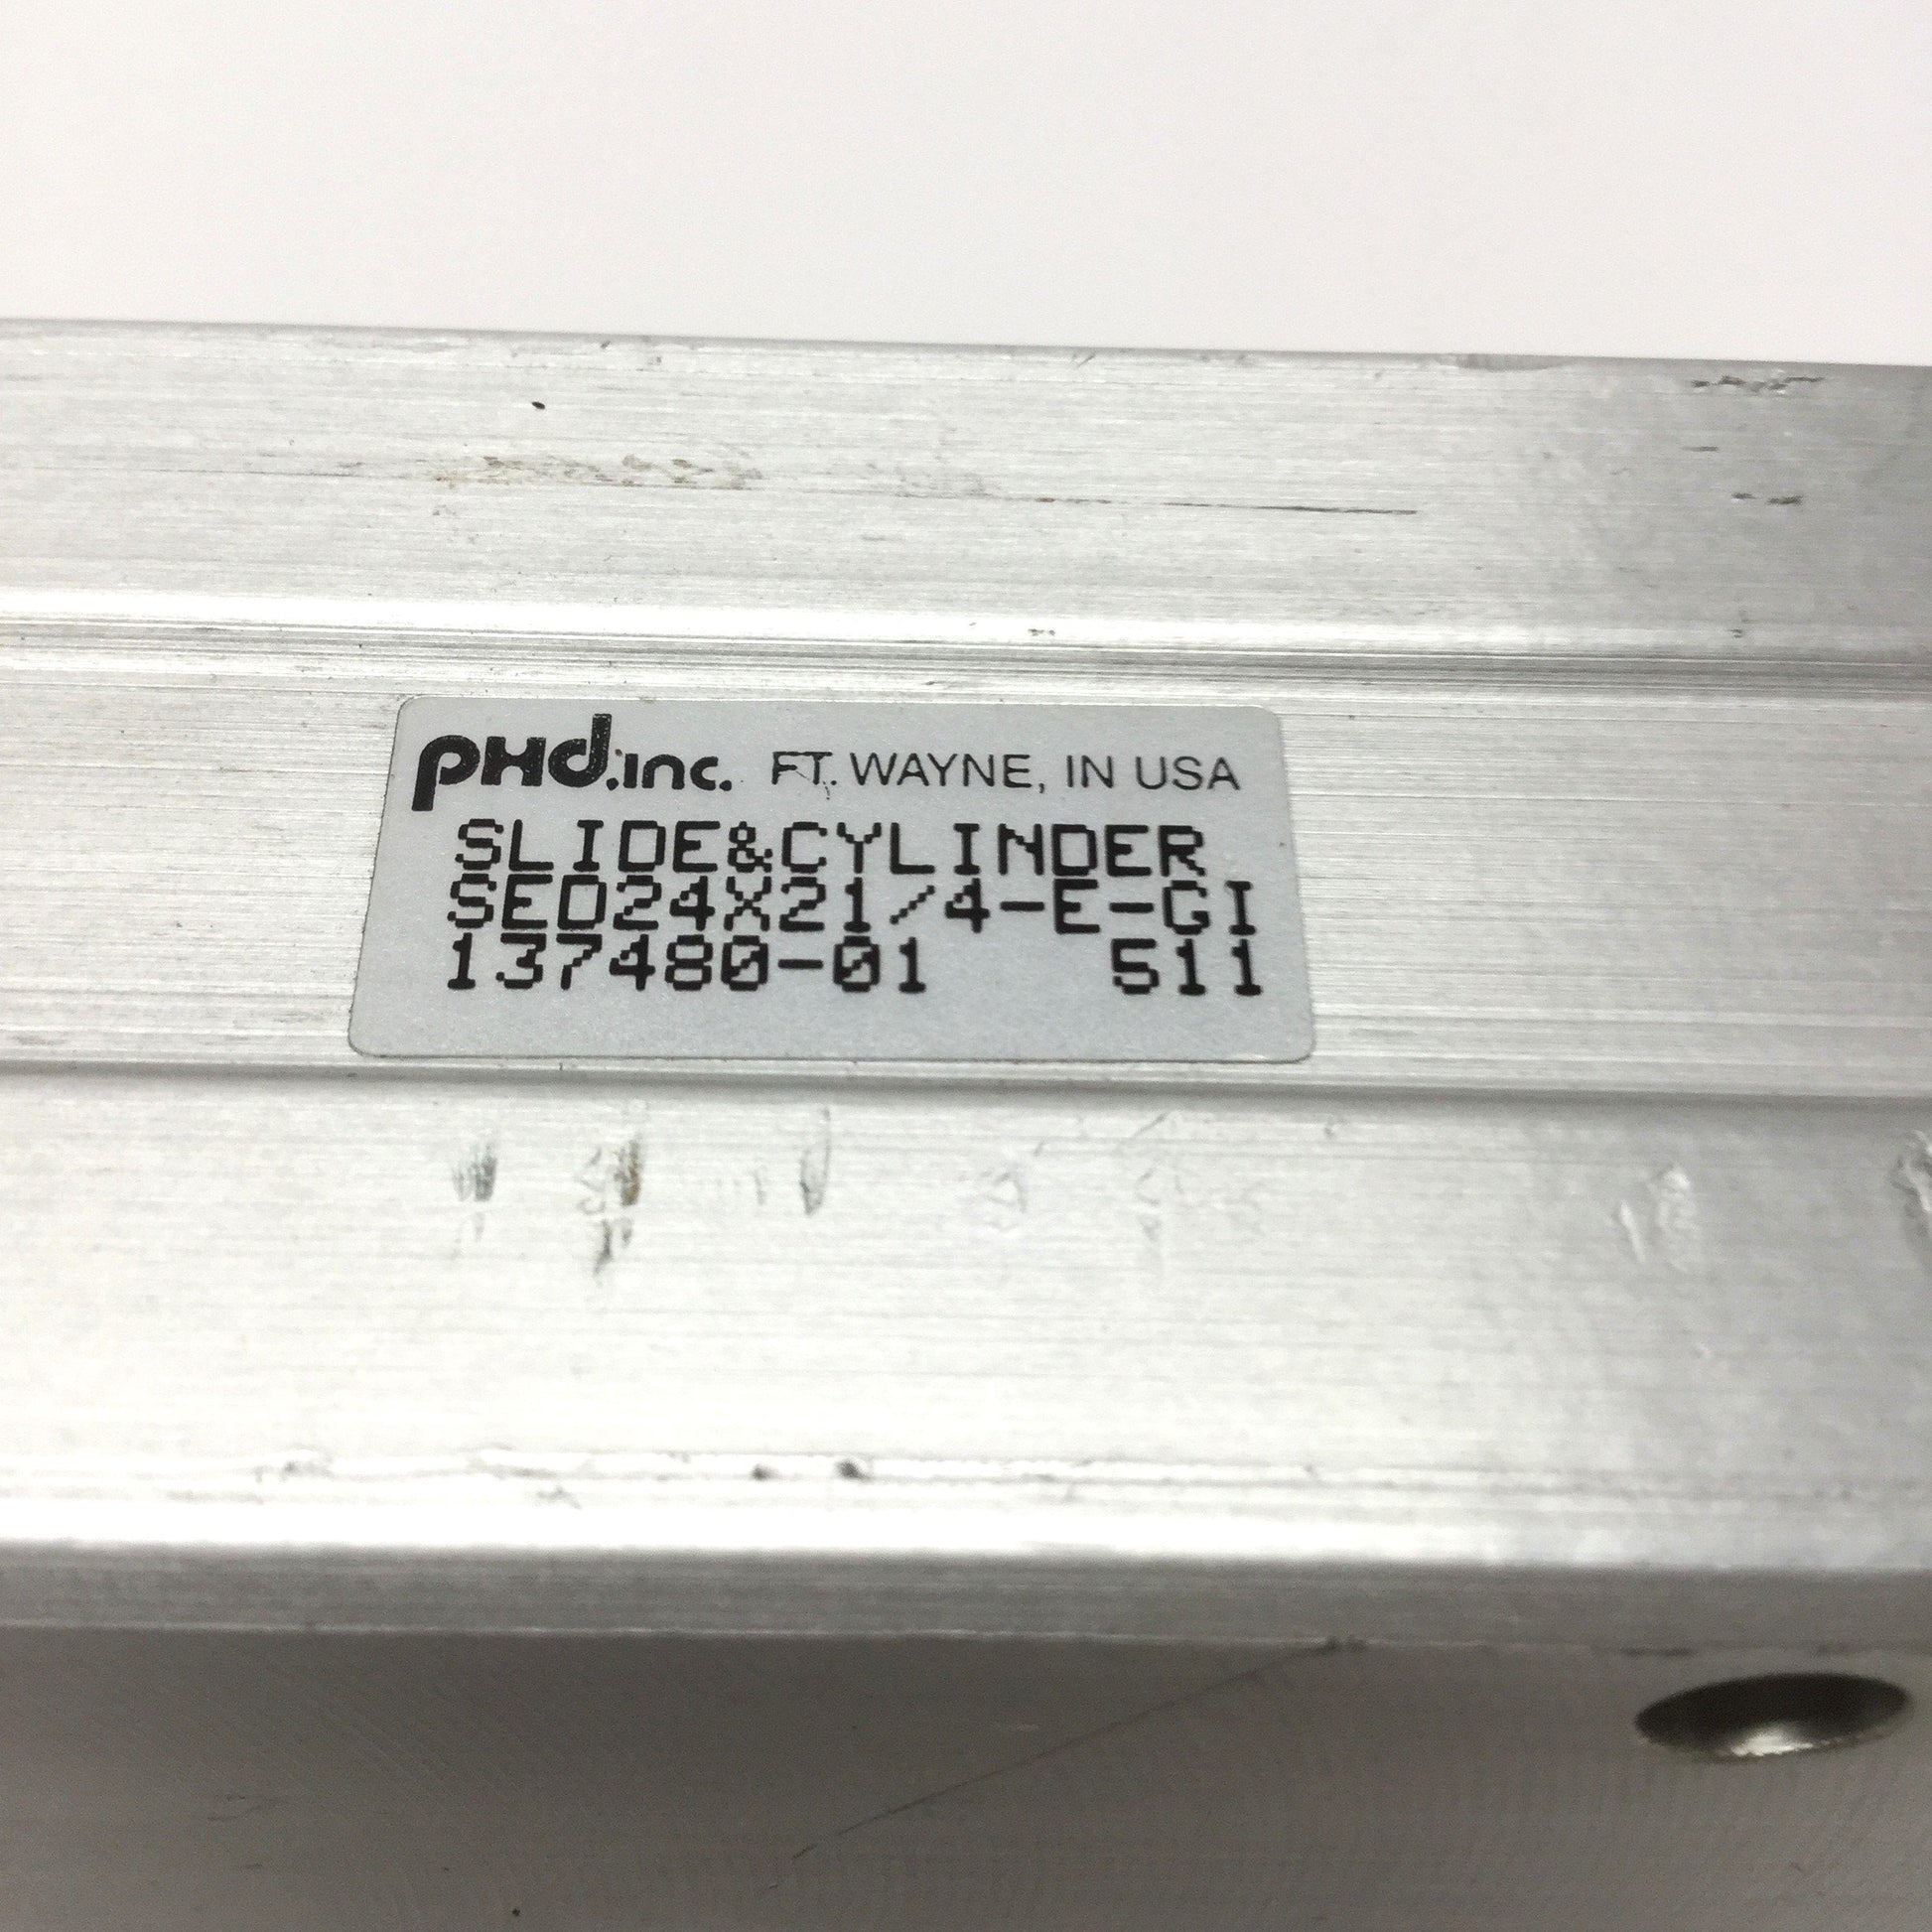 PHd.inc. FT. WAYNE, IN USA
SLIDE&CYLINDER
SED24X21/4-E-GI
137480-01 511